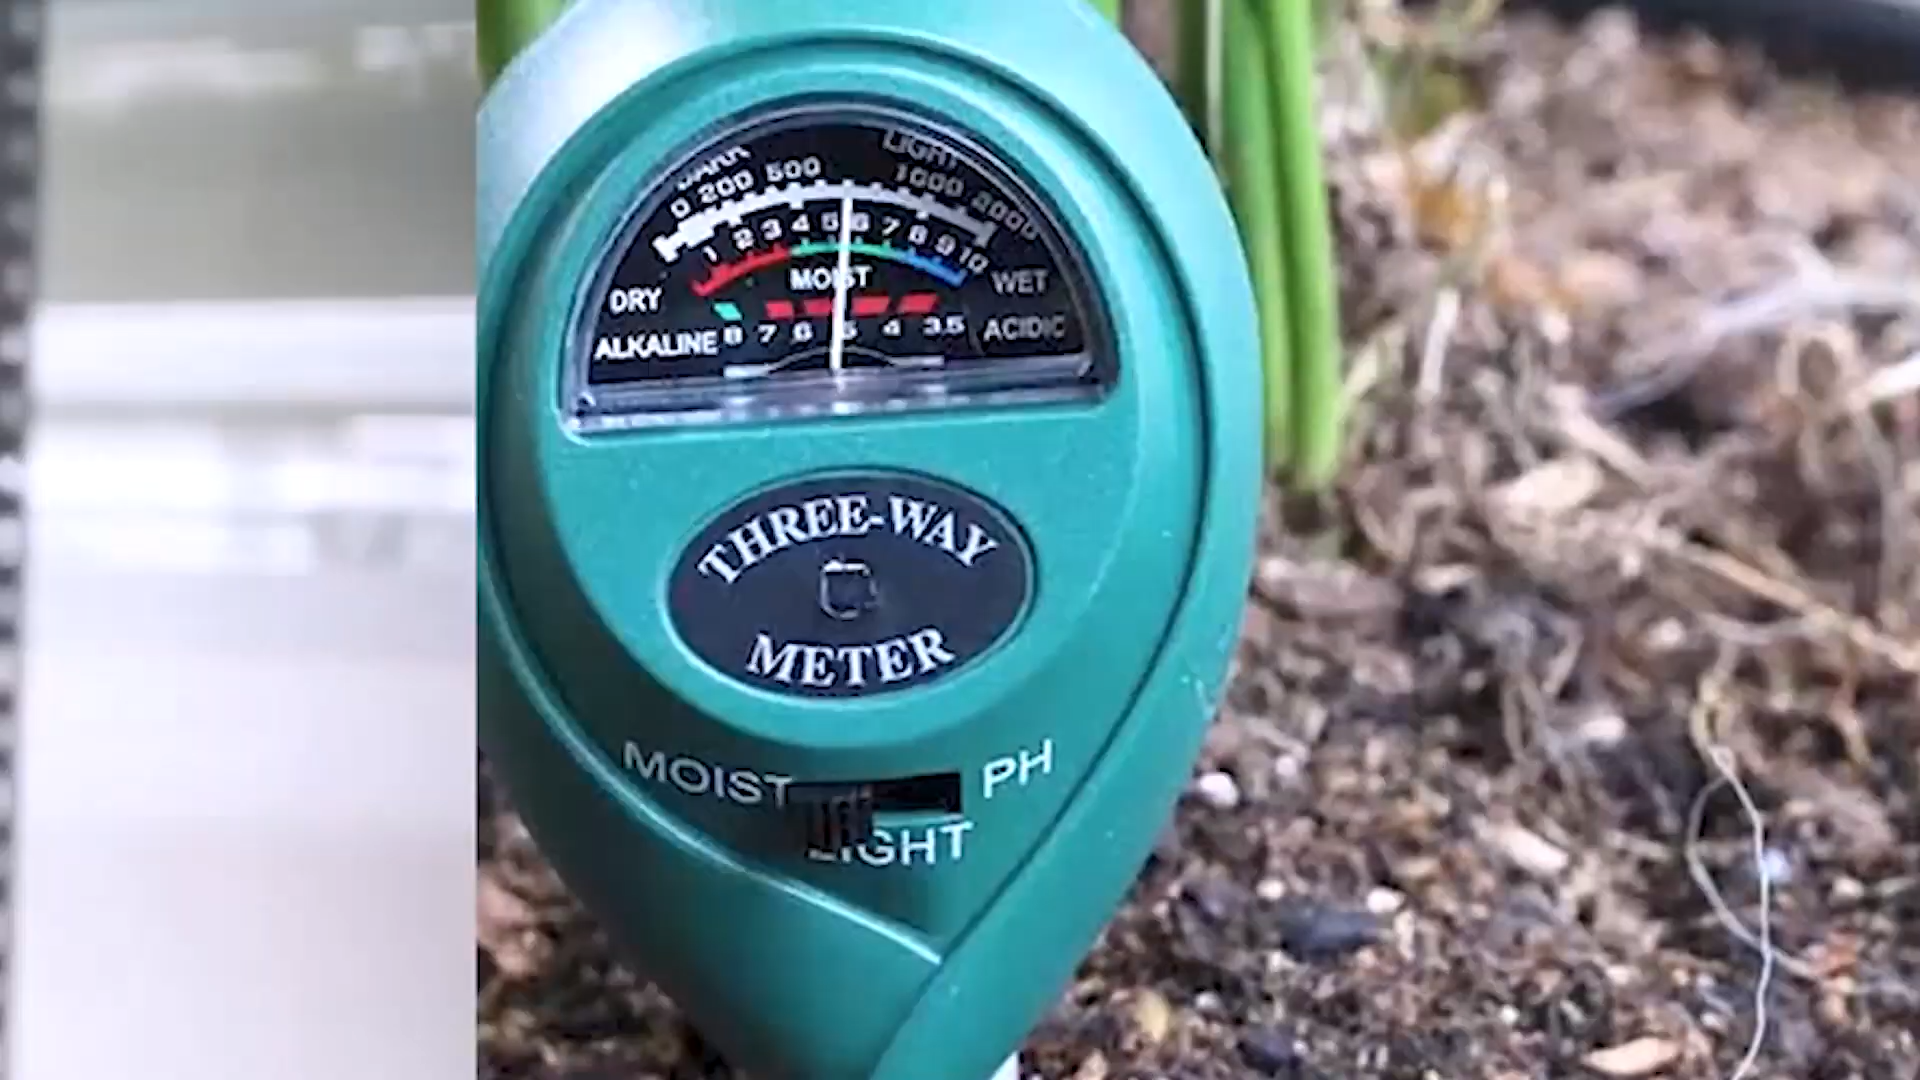 DARK LIGHT
0 200 500 1000 2000
1 2 3 4 5 6 7 8 9 10
DRY MOIST WET
ALKALINE 8 7 6 5 4 3.5 ACIDIC
THREE-WAY
METER
MOIST PH
LIGHT